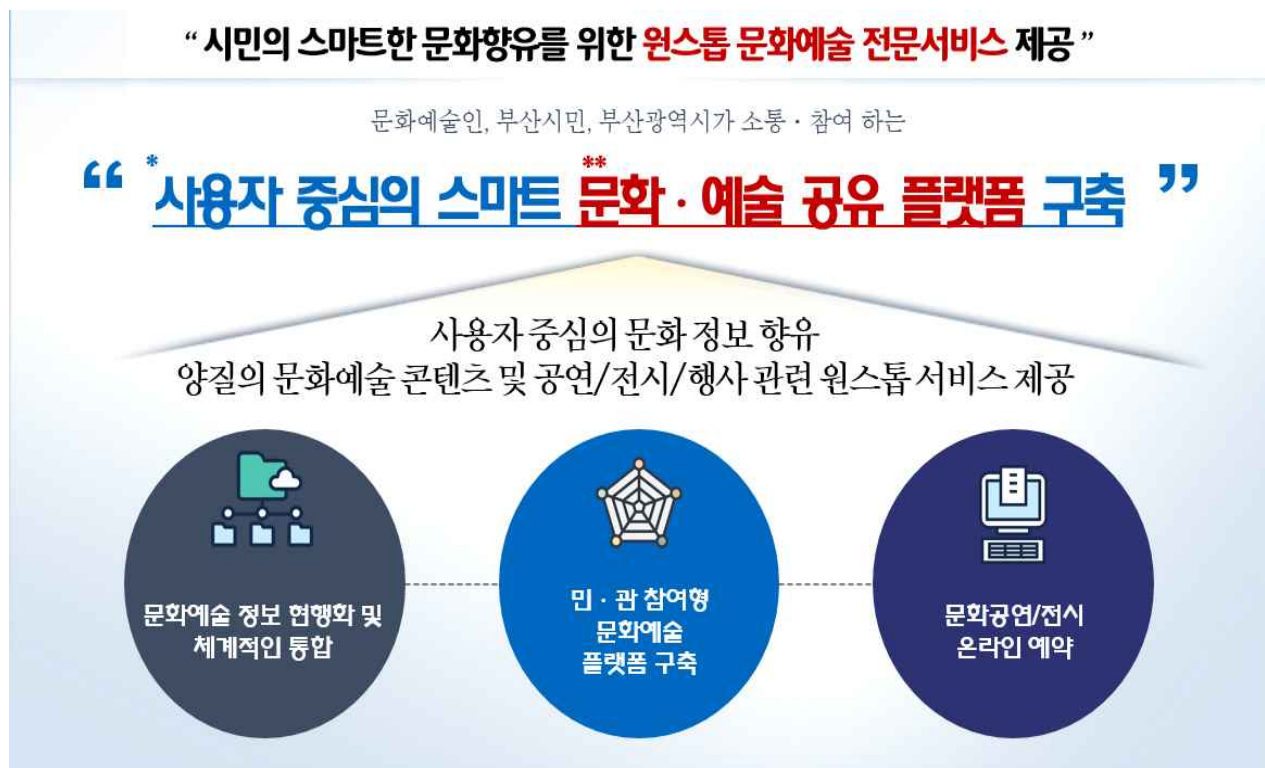 “ 시민의 스마트한 문화향유를 위한 원스톱 문화예술 전문서비스 제공 ”
문화예술인, 부산시민, 부산광역시가 소통 · 참여 하는
“ *사용자 중심의 스마트 **문화 · 예술 공유 플랫폼 구축 ”
사용자 중심의 문화 정보 향유
양질의 문화예술 콘텐츠 및 공연/전시/행사 관련 원스톱 서비스 제공
문화예술 정보 현행화 및
체계적인 통합
민 · 관 참여형
문화예술
플랫폼 구축
문화공연/전시
온라인 예약